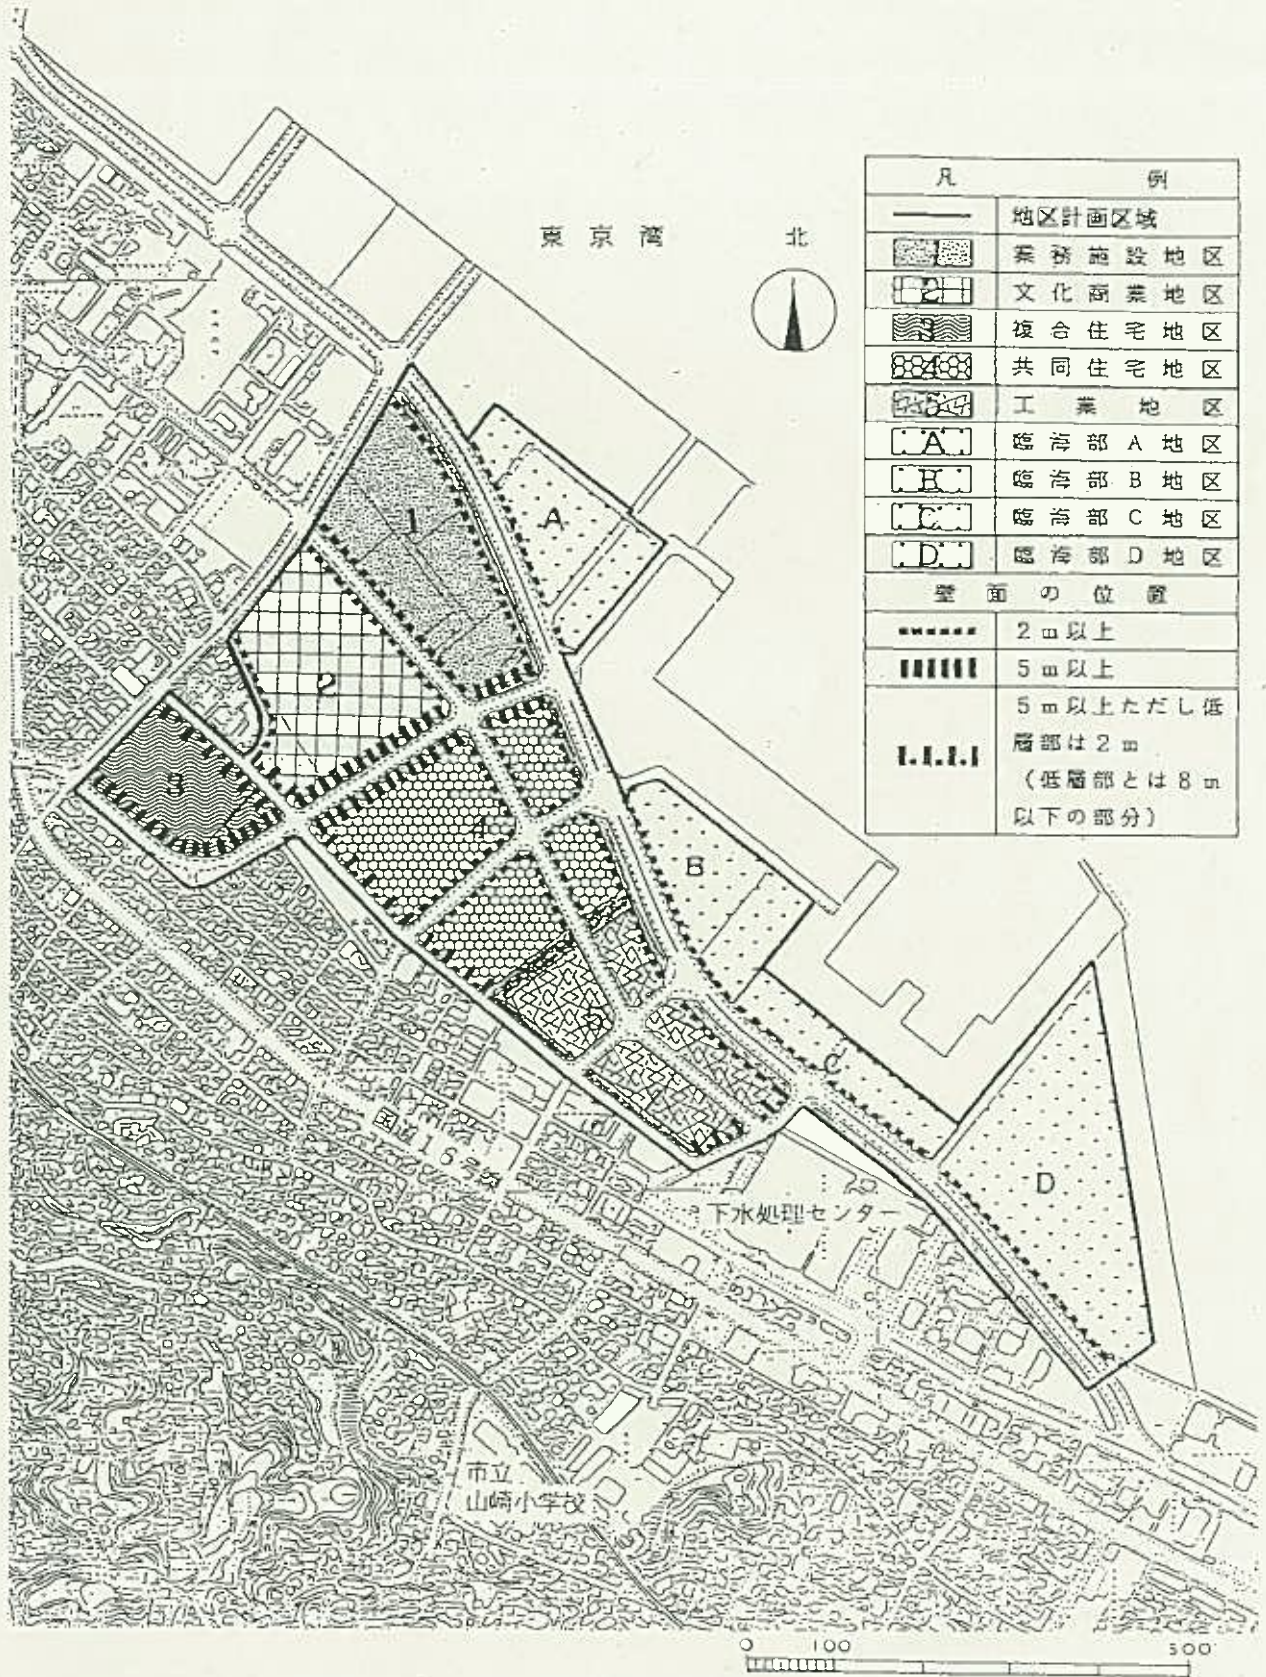 東京湾
北
凡 例
地区計画区域
1 業務施設地区
2 文化商業地区
3 複合住宅地区
4 共同住宅地区
5 工業地区
A 臨海部A地区
B 臨海部B地区
C 臨海部C地区
D 臨海部D地区
壁面の位置
2m以上
5m以上
5m以上ただし低
層部は2m
(低層部とは8m
以下の部分)
1
A
2
3
4
B
5
C
D
16号線
下水処理センター
市立
山崎小学校
0 100 500